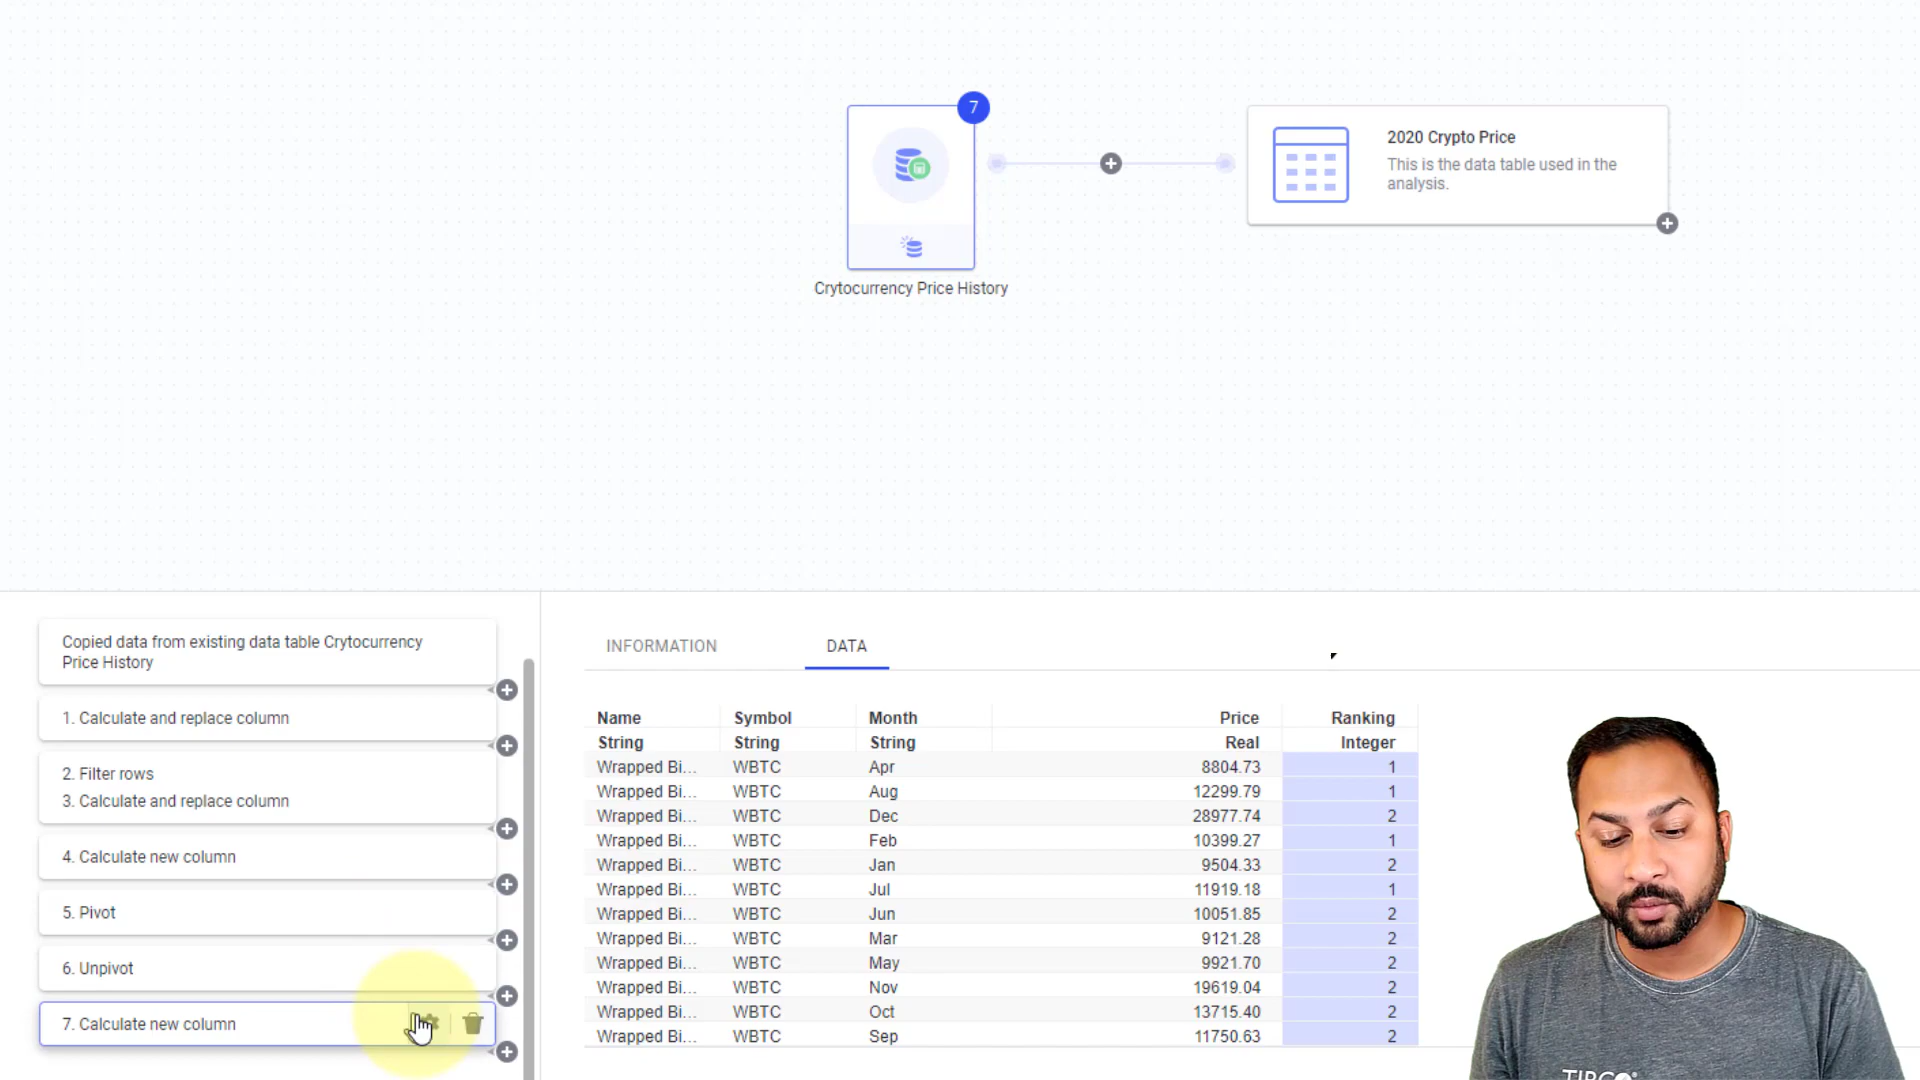 7
2020 Crypto Price
This is the data table used in the
analysis.
Crytocurrency Price History
Copied data from existing data table Crytocurrency
Price History
1. Calculate and replace column
2. Filter rows
3. Calculate and replace column
4. Calculate new column
5. Pivot
6. Unpivot
7. Calculate new column
INFORMATION DATA
Name Symbol Month Price Ranking
String String String Real Integer
Wrapped Bi... WBTC Apr 8804.73 1
Wrapped Bi... WBTC Aug 12299.79 1
Wrapped Bi... WBTC Dec 28977.74 2
Wrapped Bi... WBTC Feb 10399.27 1
Wrapped Bi... WBTC Jan 9504.33 2
Wrapped Bi... WBTC Jul 11919.18 1
Wrapped Bi... WBTC Jun 10051.85 2
Wrapped Bi... WBTC Mar 9121.28 2
Wrapped Bi... WBTC May 9921.70 2
Wrapped Bi... WBTC Nov 19619.04 2
Wrapped Bi... WBTC Oct 13715.40 2
Wrapped Bi... WBTC Sep 11750.63 2